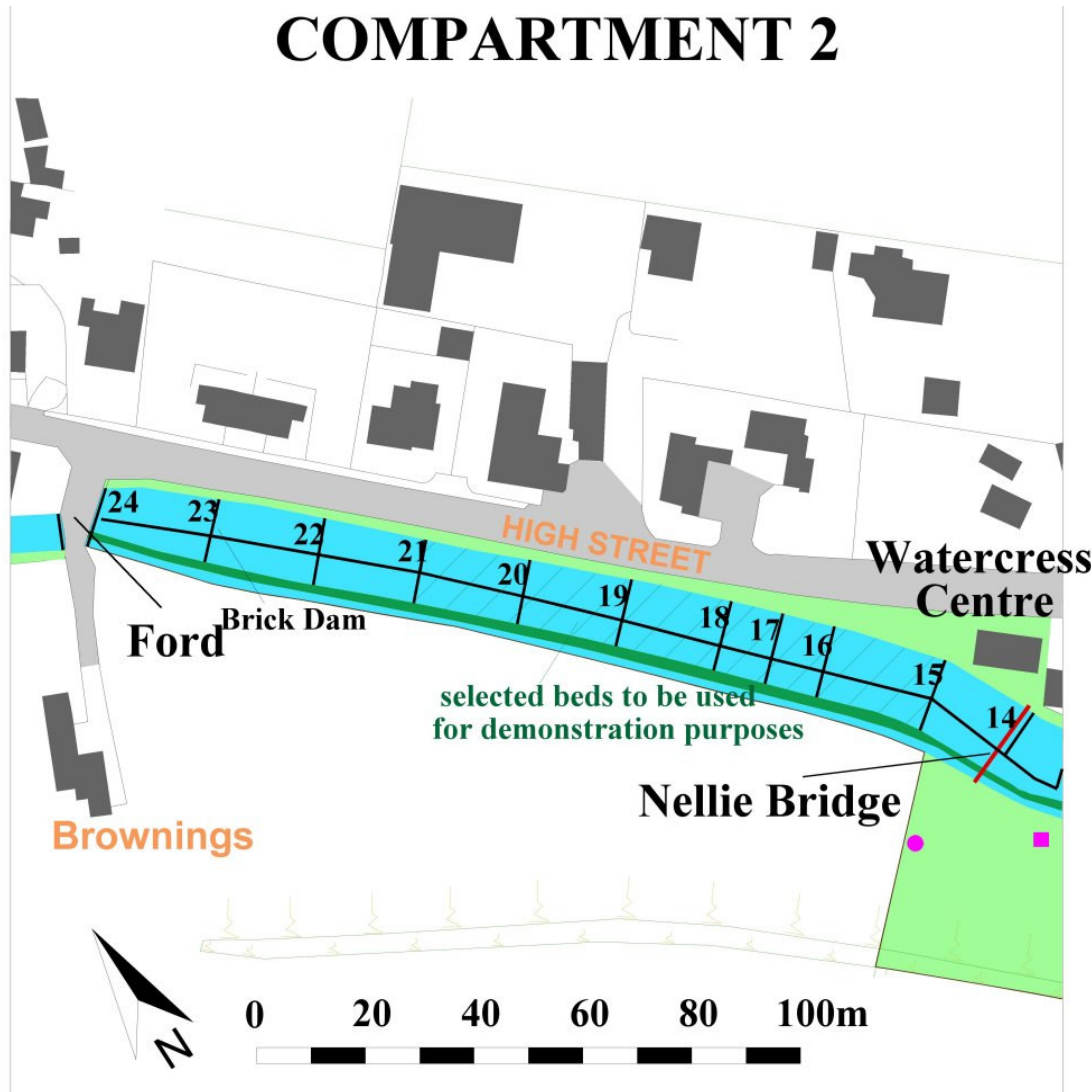 COMPARTMENT 2
HIGH STREET
Watercress
Centre
24
23
22
21
20
19
18
17
16
15
14
Ford
Brick Dam
selected beds to be used
for demonstration purposes
Nellie Bridge
Brownings
N
0 20 40 60 80 100m